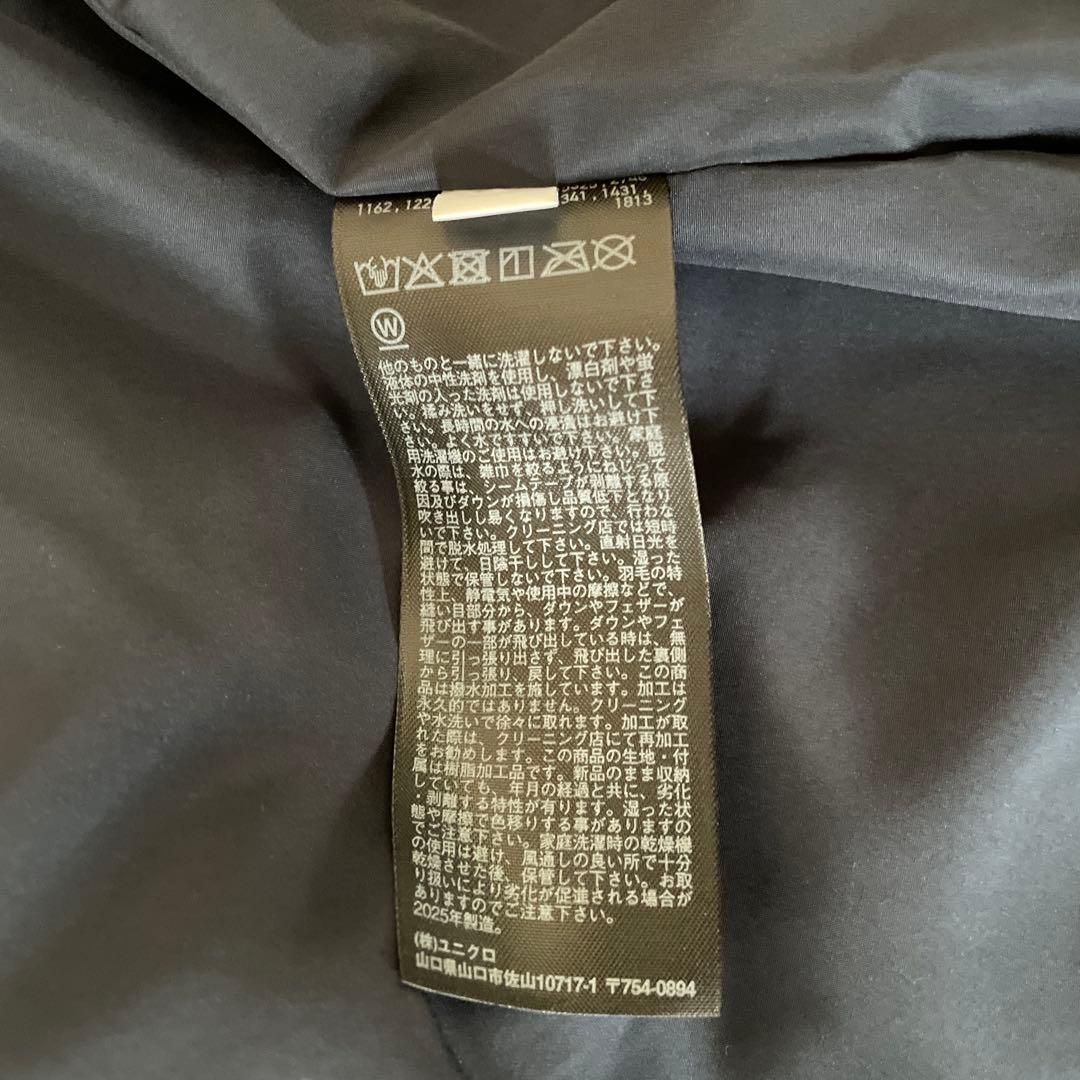 1162, 122
341, 1431,
1813
W
他のものと一緒に洗濯しないで下さい。
液体の中性洗剤を使用し、漂白剤や蛍
光剤の入った洗剤は使用しないで下さ
い。揉み洗いをせず、押し洗いして下
さい。長時間の水への浸漬はお避け下
さい。よく水ですすいで下さい。家庭
用洗濯機のご使用はお避け下さい。脱
水の際は、雑巾を絞るようにねじって
絞る事は、シームテープが剥離する原
因及びダウンが損傷し品質低下となり
吹き出しし易くなりますので、行わな
いで下さい。クリーニング店では短時
間で脱水処理して下さい。直射日光を
避けて、日陰干しして下さい。湿った
状態で保管しないで下さい。羽毛の特
性上、静電気や使用中の摩擦などで、
縫い目部分から、ダウンやフェザーが
飛び出す事があります。ダウンやフェ
ザーの一部が飛び出している時は、無
理に引っ張り出さず、飛び出した裏側
から引っ張り、戻して下さい。この商
品は撥水加工を施しています。加工は
永久的ではありません。クリーニング
や水洗いで徐々に取れます。加工が取
れた際は、クリーニング店にて再加工
をお勧めします。この商品の生地・付
属は樹脂加工品です。新品のまま収納
していても、年月の経過と共に、劣化
・剥離する特性が有ります。湿った状
態や摩擦で色移りする事がありますの
でご注意下さい。家庭洗濯時の乾燥機
の使用は避け、風通しの良い所で十分
乾燥させた後、保管して下さい。お取
り扱いにより劣化が促進される場合が
ありますのでご注意下さい。
2025年製造。
(株)ユニクロ
山口県山口市佐山10717-1 〒754-0894